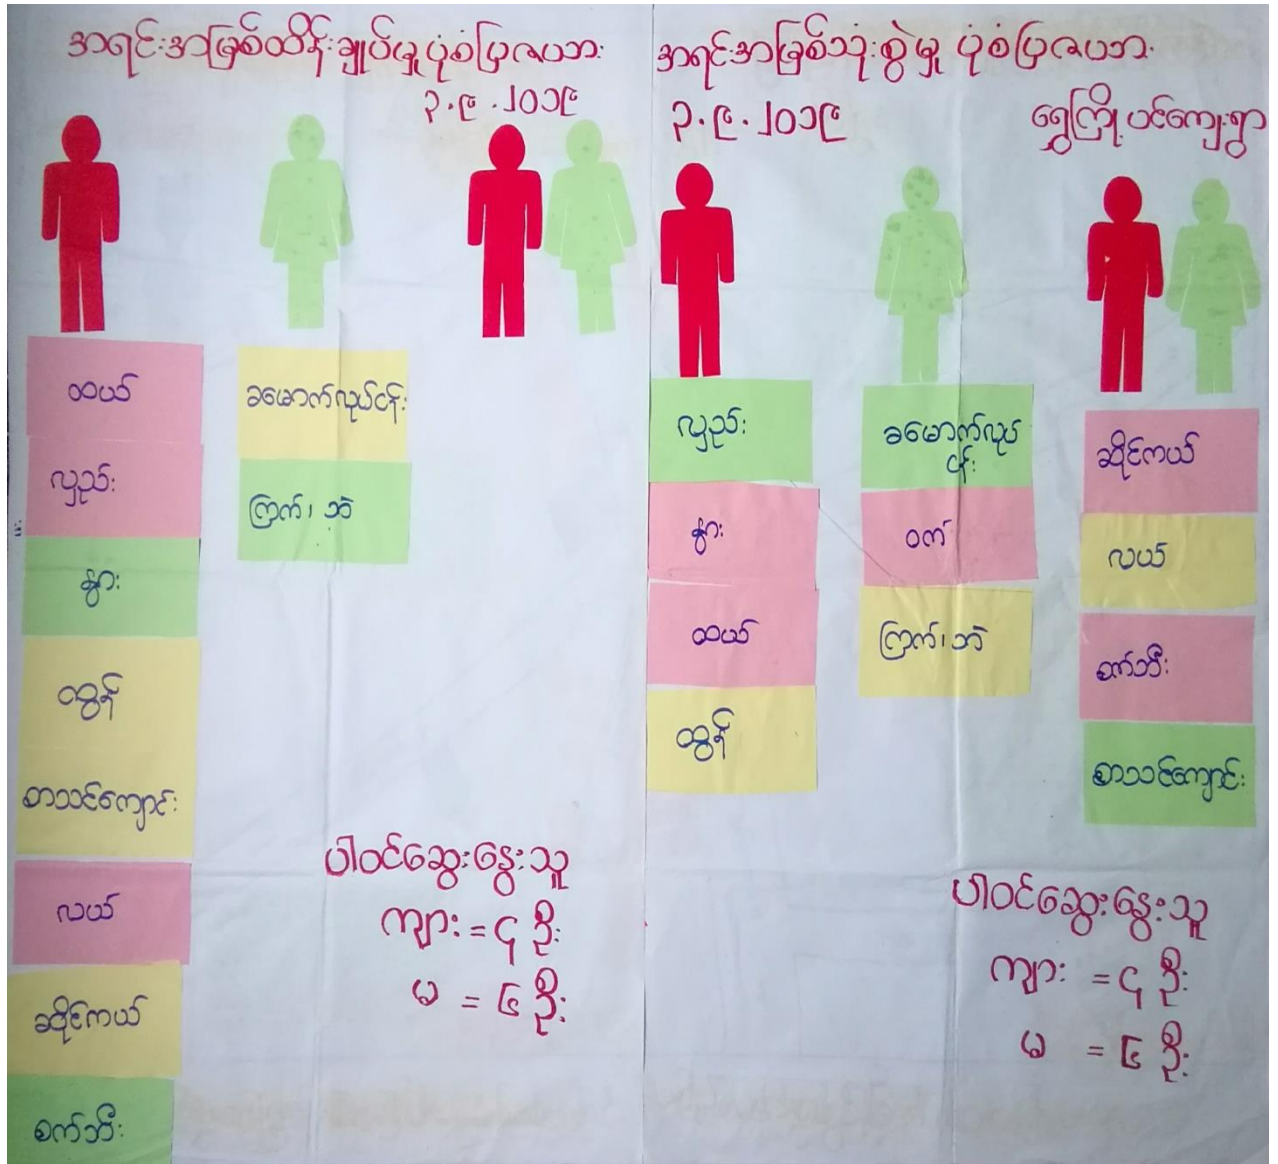 အရင်းအမြစ်ထိန်းချုပ်မှုပုံစံပြဇယား
၃.၉.၂၀၁၉
ထယ်
လှည်း
နွား
ထွန်
စာသင်ကျောင်း
လယ်
ဆိုင်ကယ်
စက်ဘီး
ခမောက်လုပ်ငန်း
ကြက်၊ ဘဲ
ပါဝင်ဆွေးနွေးသူ
ကျား = ၄ ဦး
မ = ၆ ဦး
အရင်းအမြစ်သုံးစွဲမှု ပုံစံပြဇယား
၃.၉.၂၀၁၉
ရွှေကြို့ပင်ကျေးရွာ
လှည်း
နွား
ထယ်
ထွန်
ခမောက်လုပ်
ငန်း
ဝက်
ကြက်၊ဘဲ
ဆိုင်ကယ်
လယ်
စက်ဘီး
စာသင်ကျောင်း
ပါဝင်ဆွေးနွေးသူ
ကျား = ၄ ဦး
မ = ၆ ဦး